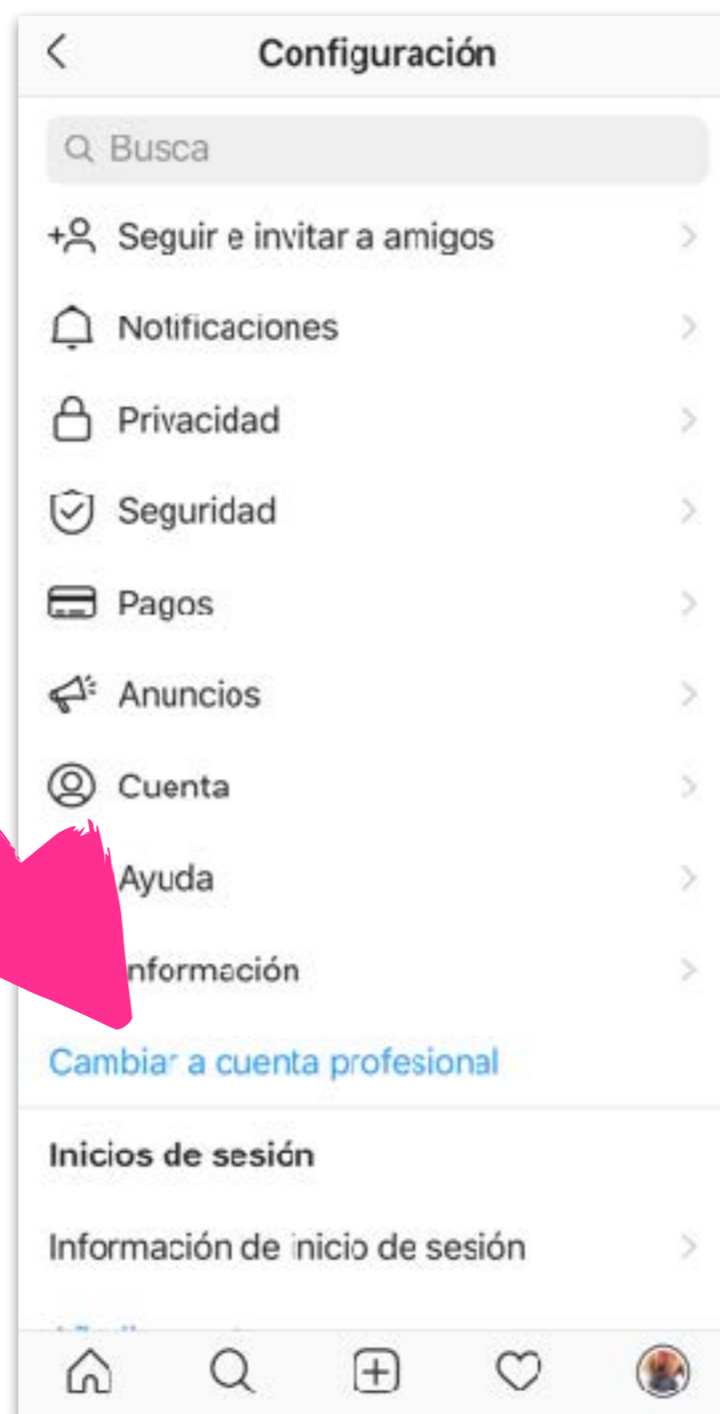 Configuración
Busca
Seguir e invitar a amigos
Notificaciones
Privacidad
Seguridad
Pagos
Anuncios
Cuenta
Ayuda
nformación
Cambiar a cuenta profesional
Inicios de sesión
Información de inicio de sesión